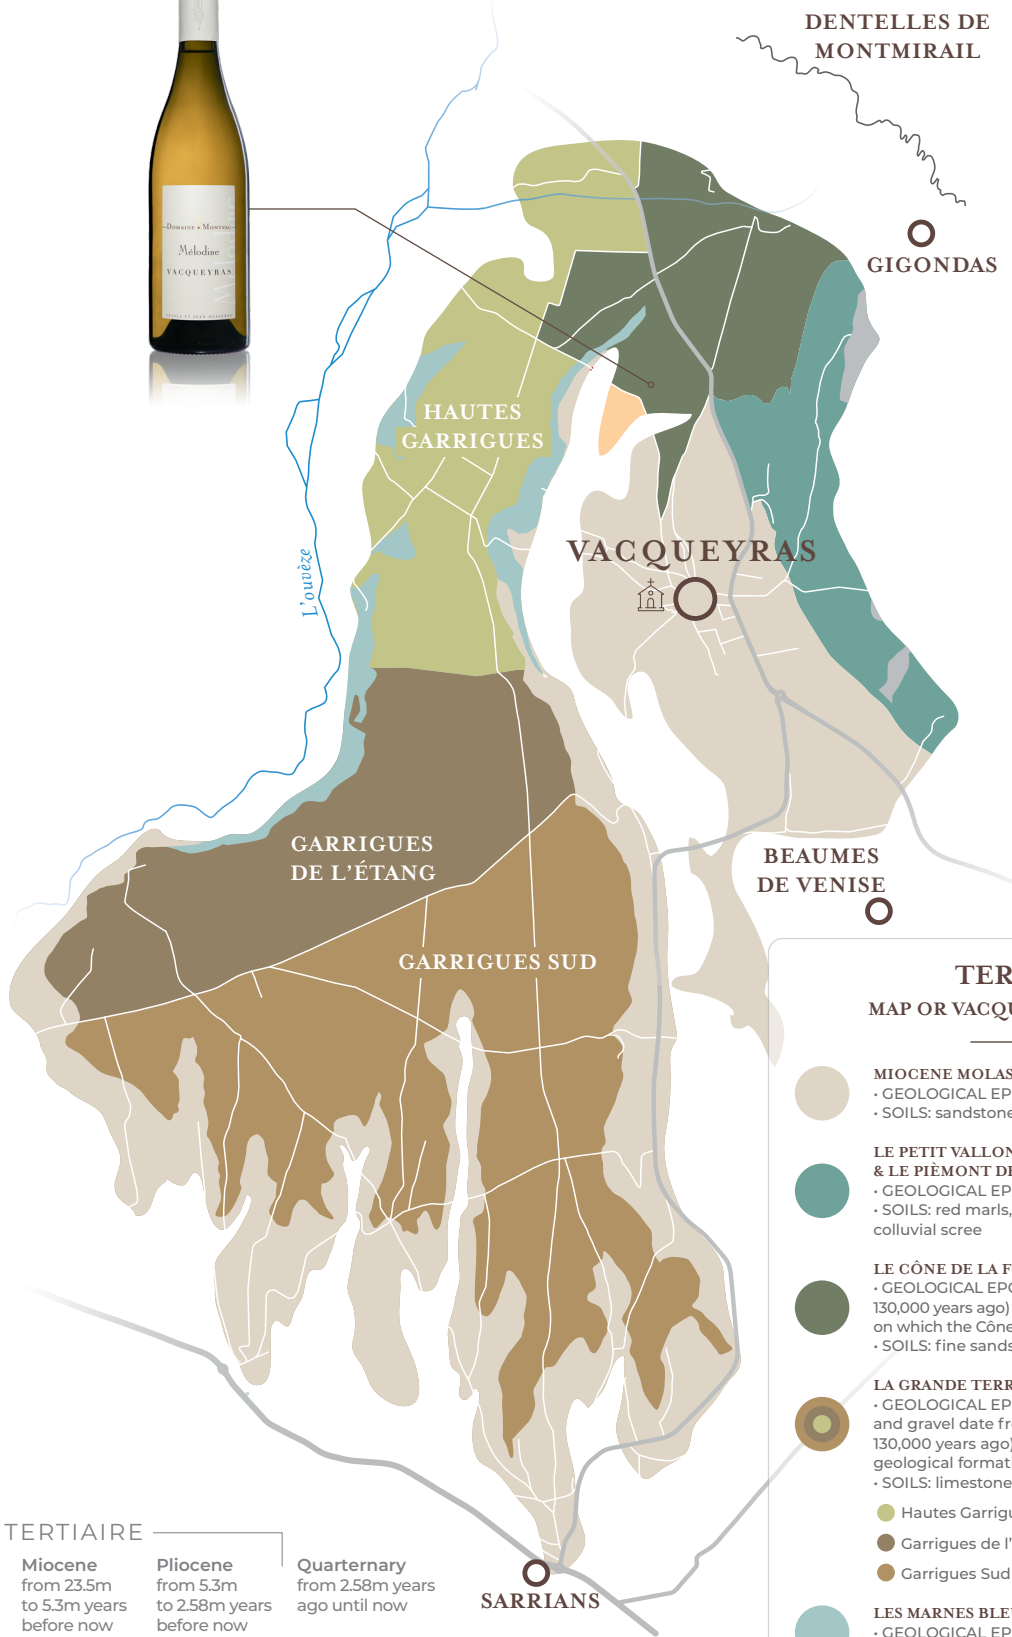 DENTELLES DE
MONTMIRAIL
GIGONDAS
DOMAINE MONTVAC
Mélodine
VACQUEYRAS
HAUTES
GARRIGUES
VACQUEYRAS
L'ouvèze
GARRIGUES
DE L'ÉTANG
BEAUMES
DE VENISE
GARRIGUES SUD
SARRIANS
TER
MAP OR VACQU
MIOCENE MOLAS
• GEOLOGICAL EP
• SOILS: sandstone
LE PETIT VALLON
& LE PIÈMONT DE
• GEOLOGICAL EP
• SOILS: red marls,
colluvial scree
LE CÔNE DE LA F
• GEOLOGICAL EPO
130,000 years ago)
on which the Cône
• SOILS: fine sands
LA GRANDE TERR
• GEOLOGICAL EP
and gravel date fr
130,000 years ago)
geological formati
• SOILS: limestone
Hautes Garrigu
Garrigues de l'
Garrigues Sud
LES MARNES BLEU
• GEOLOGICAL EP
TERTIAIRE
Miocene
from 23.5m
to 5.3m years
before now
Pliocene
from 5.3m
to 2.58m years
before now
Quarternary
from 2.58m years
ago until now